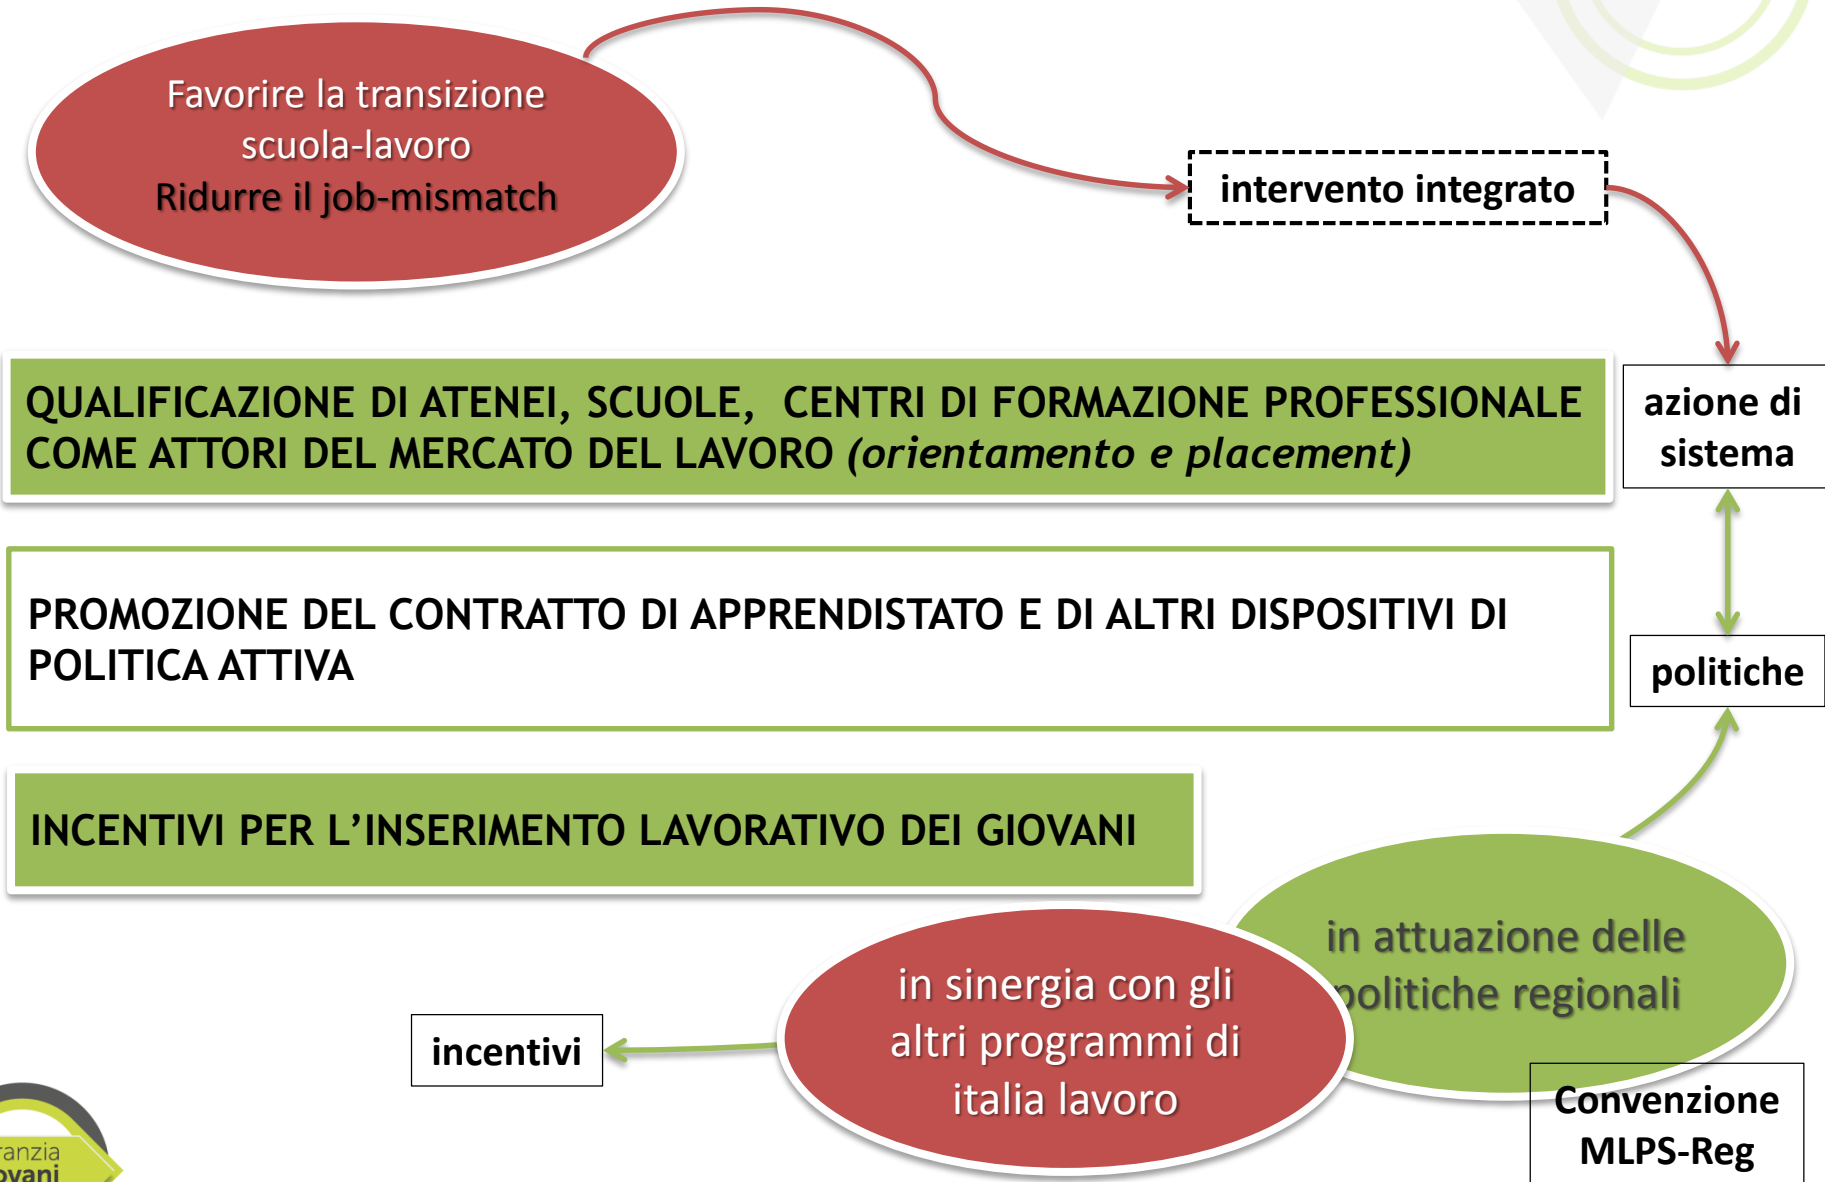 Favorire la transizione
scuola-lavoro
Ridurre il job-mismatch
intervento integrato
QUALIFICAZIONE DI ATENEI, SCUOLE, CENTRI DI FORMAZIONE PROFESSIONALE
COME ATTORI DEL MERCATO DEL LAVORO (orientamento e placement)
azione di
sistema
PROMOZIONE DEL CONTRATTO DI APPRENDISTATO E DI ALTRI DISPOSITIVI DI
POLITICA ATTIVA
politiche
INCENTIVI PER L’INSERIMENTO LAVORATIVO DEI GIOVANI
in attuazione delle
politiche regionali
in sinergia con gli
altri programmi di
italia lavoro
incentivi
Convenzione
MLPS-Reg